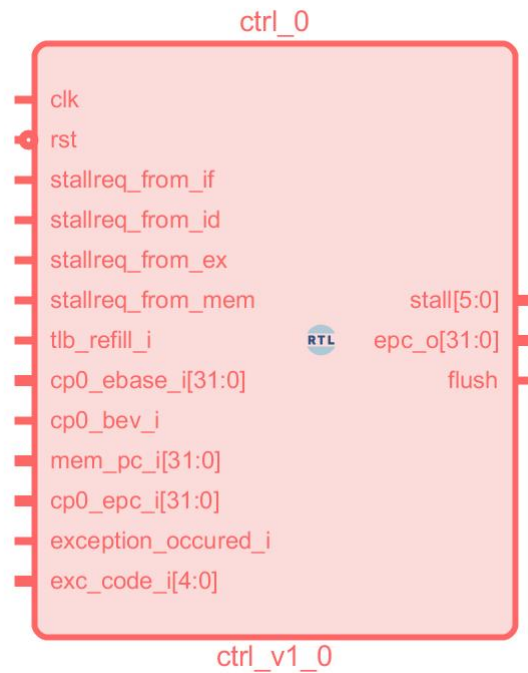 ctrl_0
clk
rst
stallreq_from_if
stallreq_from_id
stallreq_from_ex
stallreq_from_mem
stall[5:0]
tlb_refill_i
RTL
epc_o[31:0]
cp0_ebase_i[31:0]
flush
cp0_bev_i
mem_pc_i[31:0]
cp0_epc_i[31:0]
exception_occured_i
exc_code_i[4:0]
ctrl_v1_0